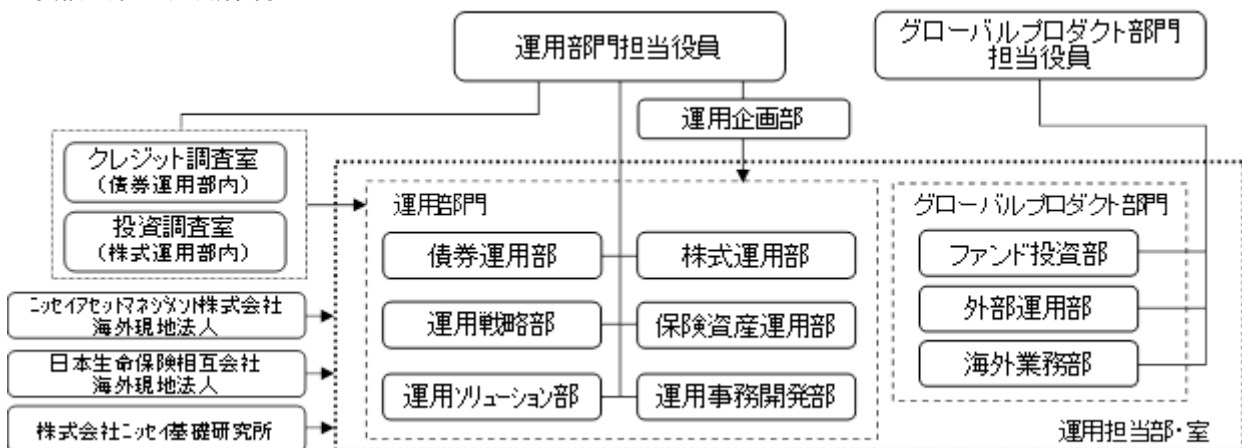 運用部門担当役員
グローバルプロダクト部門
担当役員
運用企画部
クレジット調査室
(債券運用部内)
投資調査室
(株式運用部内)
運用部門
債券運用部
株式運用部
運用戦略部
保険資産運用部
運用ソリューション部
運用事務開発部
グローバルプロダクト部門
ファンド投資部
外部運用部
海外業務部
ニッセイアセットマネジメント株式会社
海外現地法人
日本生命保険相互会社
海外現地法人
株式会社ニッセイ基礎研究所
運用担当部・室